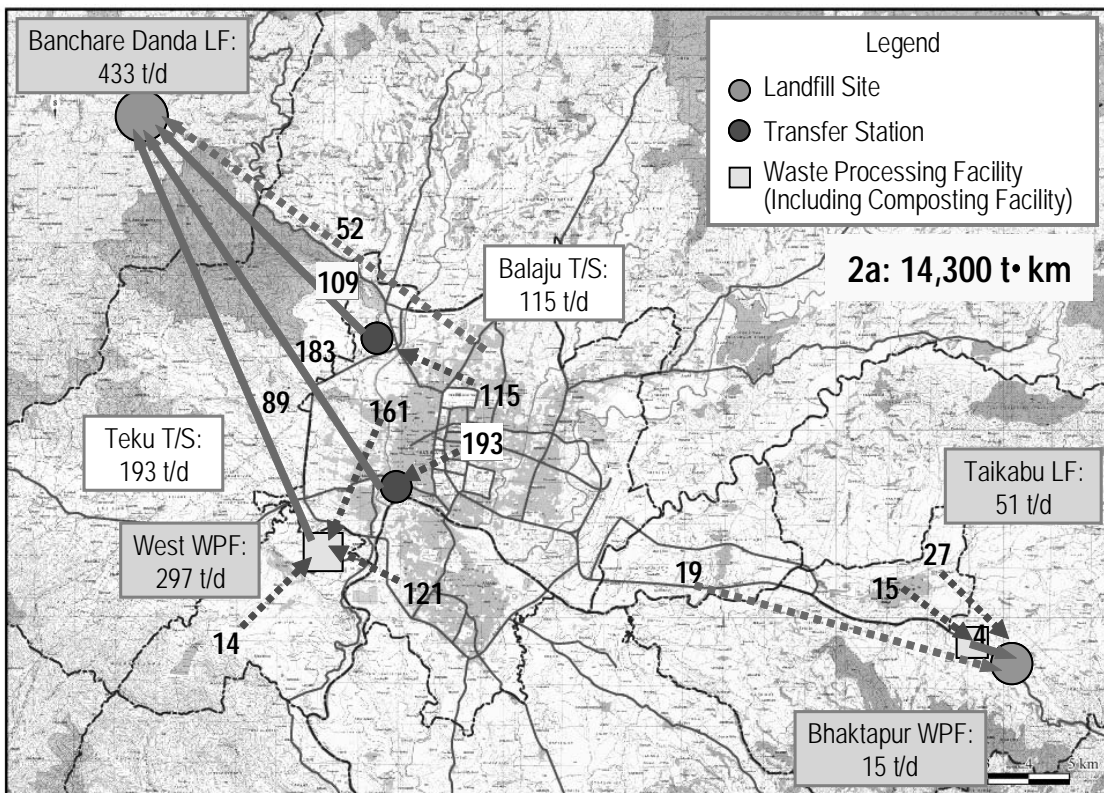 Banchare Danda LF:
433 t/d
Legend
Landfill Site
Transfer Station
Waste Processing Facility
(Including Composting Facility)
2a: 14,300 t• km
52
109
Balaju T/S:
115 t/d
183
89
161
115
193
Teku T/S:
193 t/d
Taikabu LF:
51 t/d
West WPF:
297 t/d
19
27
15
121
14
4
Bhaktapur WPF:
15 t/d
4
5 km